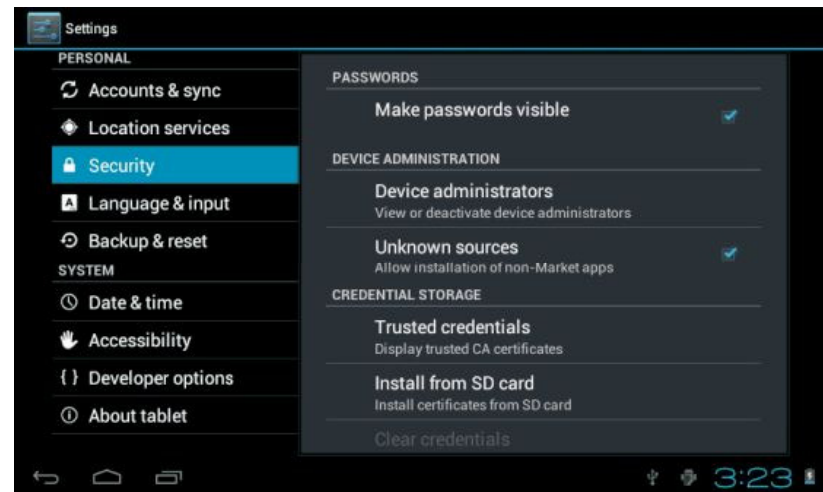 Settings
PERSONAL
Accounts & sync
Location services
Security
Language & input
Backup & reset
SYSTEM
Date & time
Accessibility
{ } Developer options
About tablet
PASSWORDS
Make passwords visible
DEVICE ADMINISTRATION
Device administrators
View or deactivate device administrators
Unknown sources
Allow installation of non-Market apps
CREDENTIAL STORAGE
Trusted credentials
Display trusted CA certificates
Install from SD card
Install certificates from SD card
Clear credentials
3:23